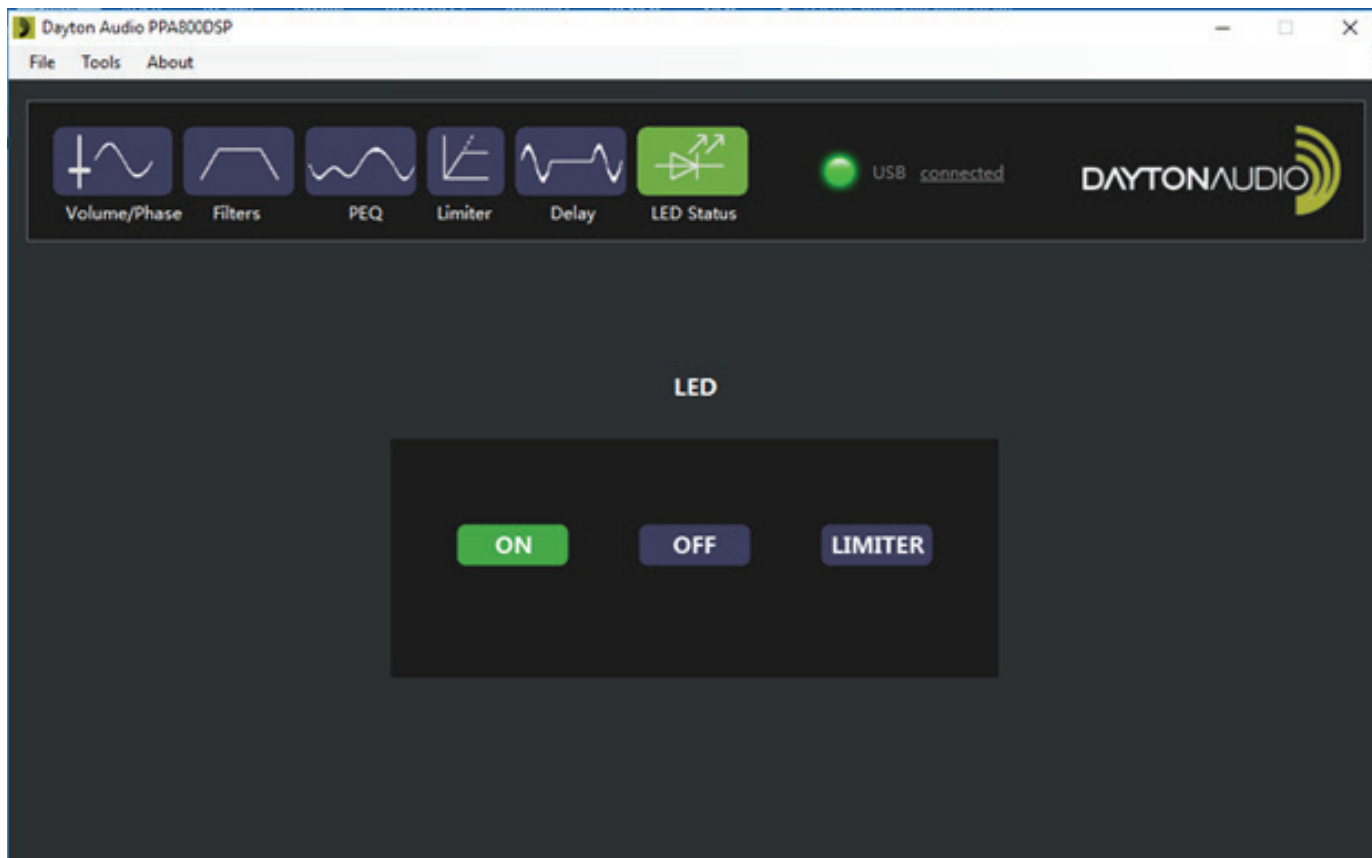 Dayton Audio PPA800DSP
File Tools About
Volume/Phase Filters PEQ Limiter Delay LED Status
USB connected
DAYTONAUDIO
LED
ON OFF LIMITER